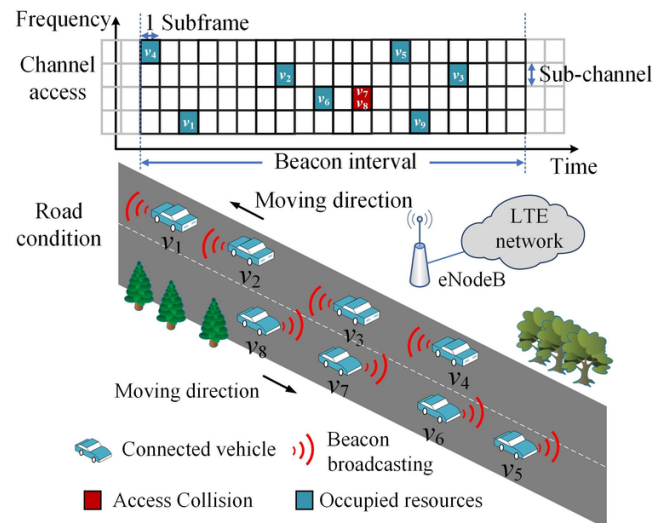 Frequency
1 Subframe
Channel
access
v4
v5
v2
v3
v6
v7
v8
v1
v9
Sub-channel
Beacon interval
Time
Road
condition
Moving direction
LTE
network
eNodeB
v1
v2
v3
v4
v8
v7
v6
v5
Moving direction
Connected vehicle
Beacon
broadcasting
Access Collision
Occupied resources